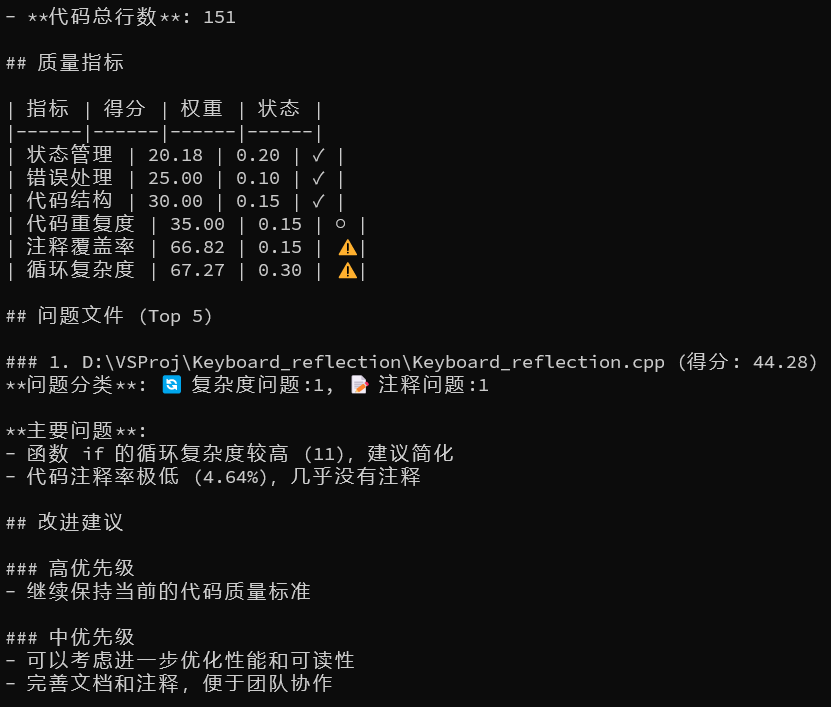 - **代码总行数**: 151
## 质量指标
| 指标 | 得分 | 权重 | 状态 |
|------|------|------|------|
| 状态管理 | 20.18 | 0.20 | ✓ |
| 错误处理 | 25.00 | 0.10 | ✓ |
| 代码结构 | 30.00 | 0.15 | ✓ |
| 代码重复度 | 35.00 | 0.15 | ○ |
| 注释覆盖率 | 66.82 | 0.15 | ⚠️|
| 循环复杂度 | 67.27 | 0.30 | ⚠️|
## 问题文件 (Top 5)
### 1. D:\VSProj\Keyboard_reflection\Keyboard_reflection.cpp (得分: 44.28)
**问题分类**: 🔄 复杂度问题:1, 📝 注释问题:1
**主要问题**:
- 函数 if 的循环复杂度较高 (11), 建议简化
- 代码注释率极低 (4.64%), 几乎没有注释
## 改进建议
### 高优先级
- 继续保持当前的代码质量标准
### 中优先级
- 可以考虑进一步优化性能和可读性
- 完善文档和注释, 便于团队协作